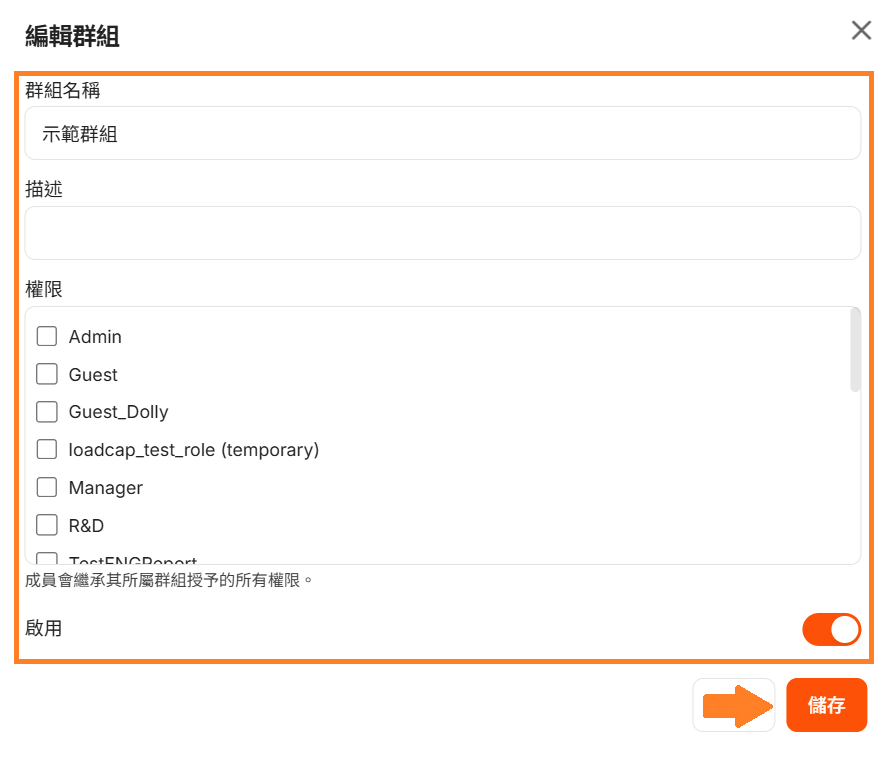 編輯群組
群組名稱
示範群組
描述
權限
Admin
Guest
Guest_Dolly
loadcap_test_role (temporary)
Manager
R&D
TestENGReport
成員會繼承其所屬群組授予的所有權限。
啟用
儲存